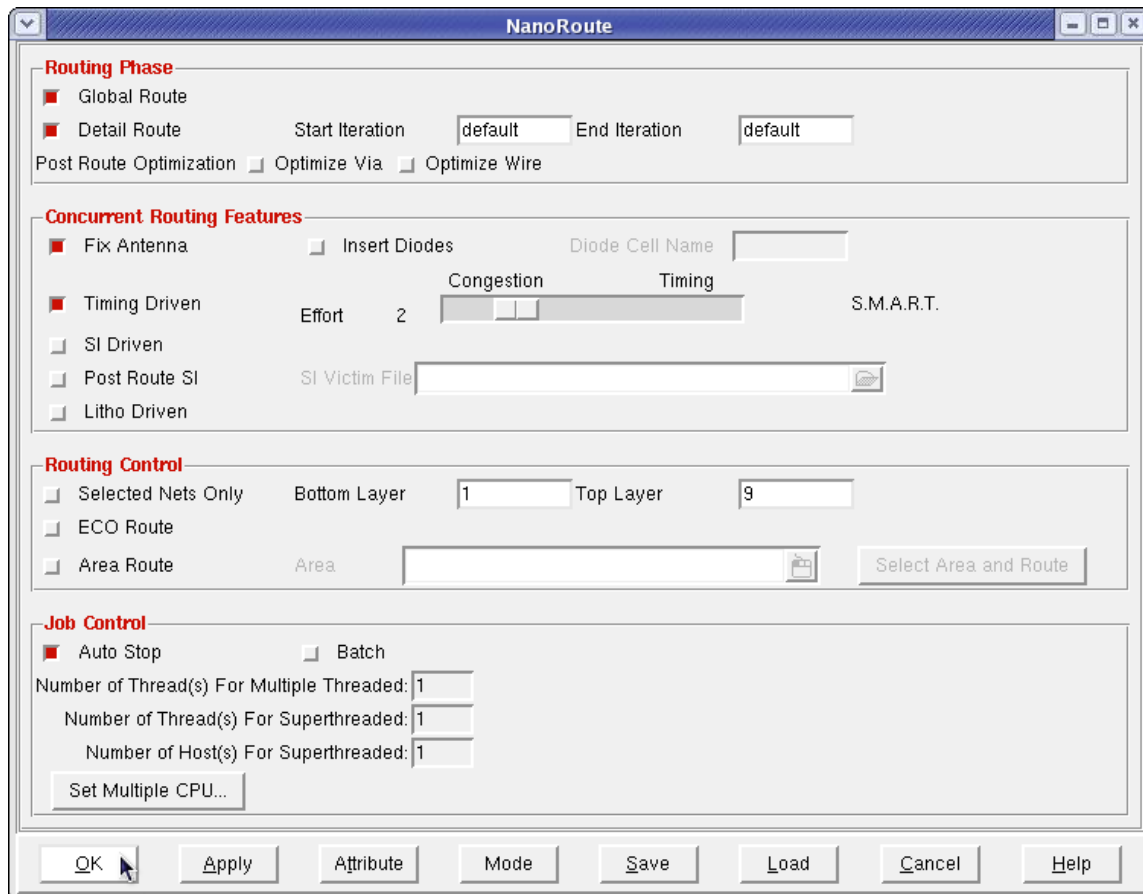 NanoRoute
Routing Phase
Global Route
Detail Route Start Iteration default End Iteration default
Post Route Optimization Optimize Via Optimize Wire
Concurrent Routing Features
Fix Antenna Insert Diodes Diode Cell Name
Congestion Timing
Timing Driven Effort 2 S.M.A.R.T.
SI Driven
Post Route SI SI Victim File
Litho Driven
Routing Control
Selected Nets Only Bottom Layer 1 Top Layer 9
ECO Route
Area Route Area Select Area and Route
Job Control
Auto Stop Batch
Number of Thread(s) For Multiple Threaded: 1
Number of Thread(s) For Superthreaded: 1
Number of Host(s) For Superthreaded: 1
Set Multiple CPU...
OK Apply Attribute Mode Save Load Cancel Help